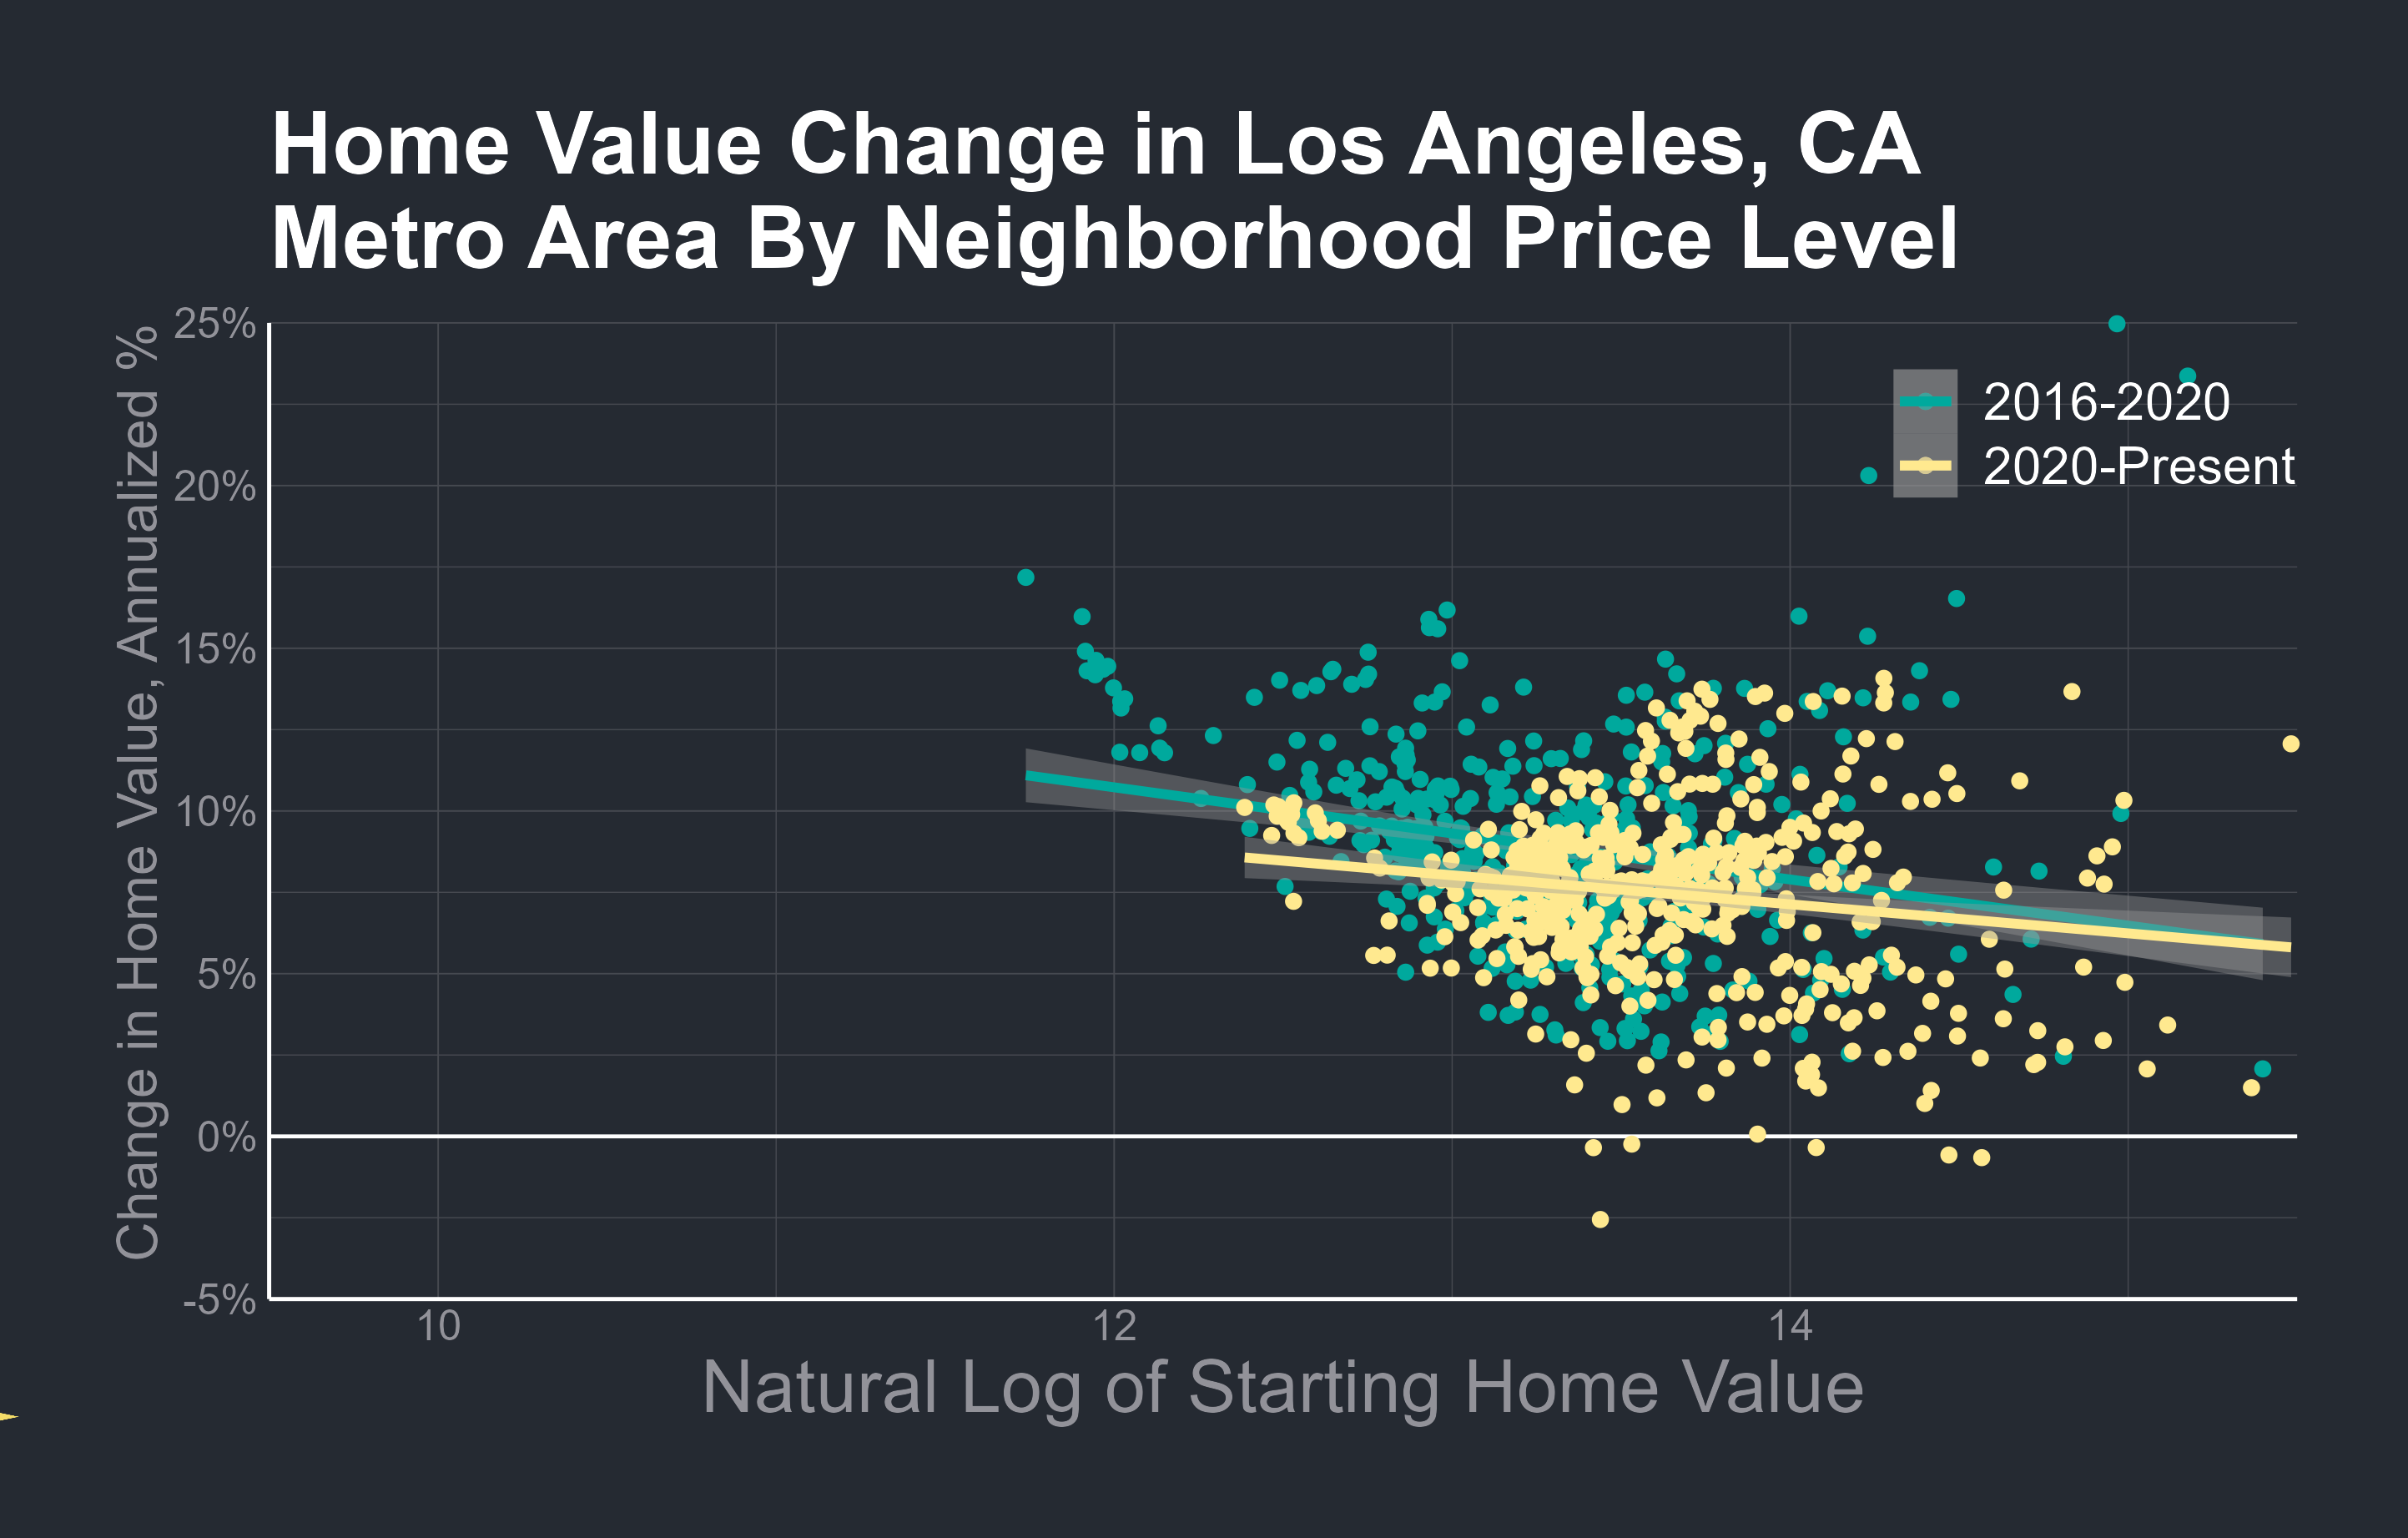 Home Value Change in Los Angeles, CA
Metro Area By Neighborhood Price Level
Change in Home Value, Annualized %
25%
20%
15%
10%
5%
0%
-5%
2016-2020
2020-Present
10
12
14
Natural Log of Starting Home Value